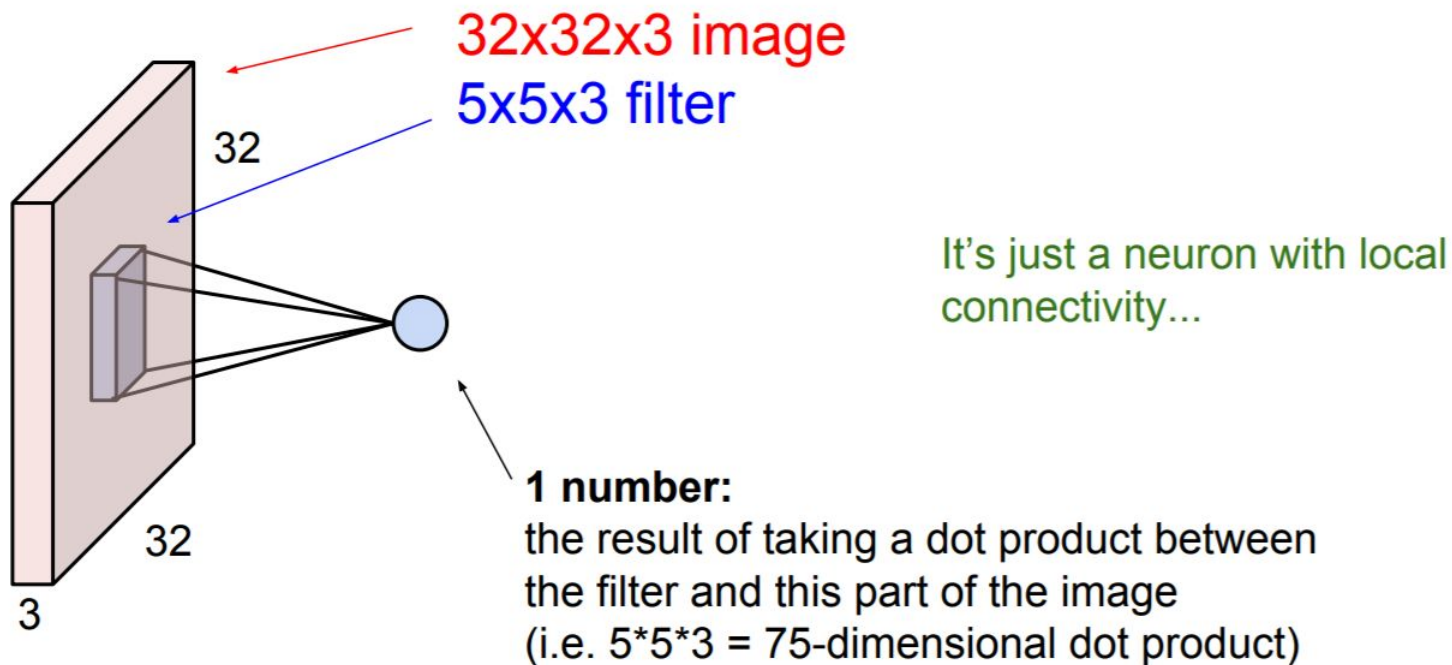 32x32x3 image
5x5x3 filter
32
It's just a neuron with local
connectivity...
32
3
1 number:
the result of taking a dot product between
the filter and this part of the image
(i.e. 5*5*3 = 75-dimensional dot product)